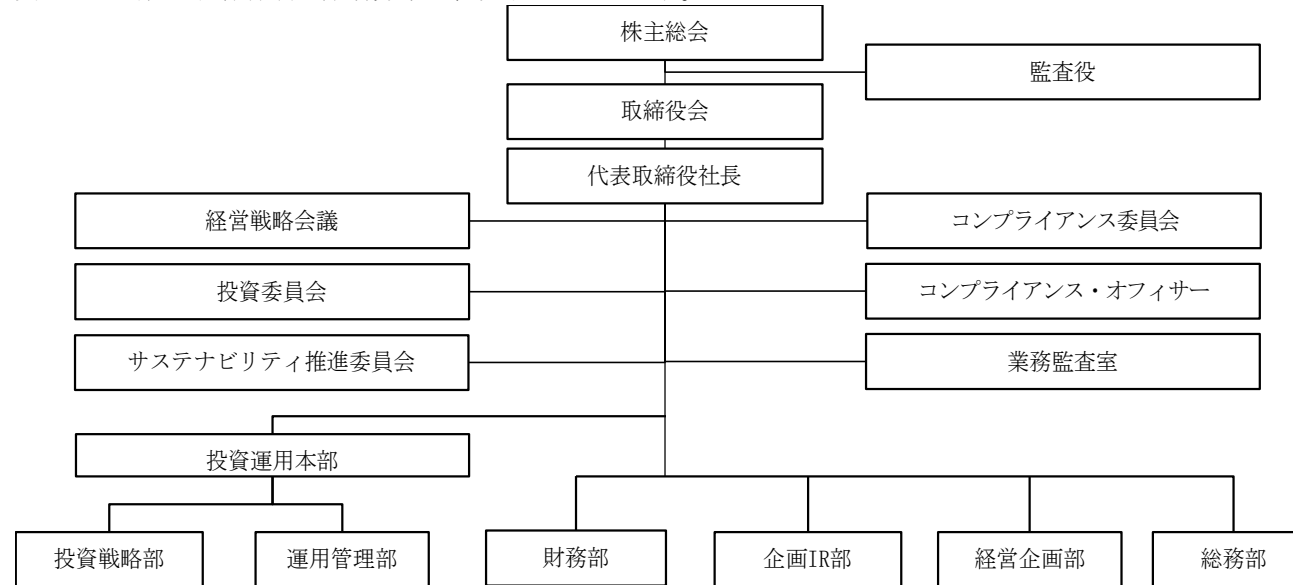 株主総会
監査役
取締役会
代表取締役社長
経営戦略会議
コンプライアンス委員会
投資委員会
コンプライアンス・オフィサー
サステナビリティ推進委員会
業務監査室
投資運用本部
投資戦略部
運用管理部
財務部
企画IR部
経営企画部
総務部